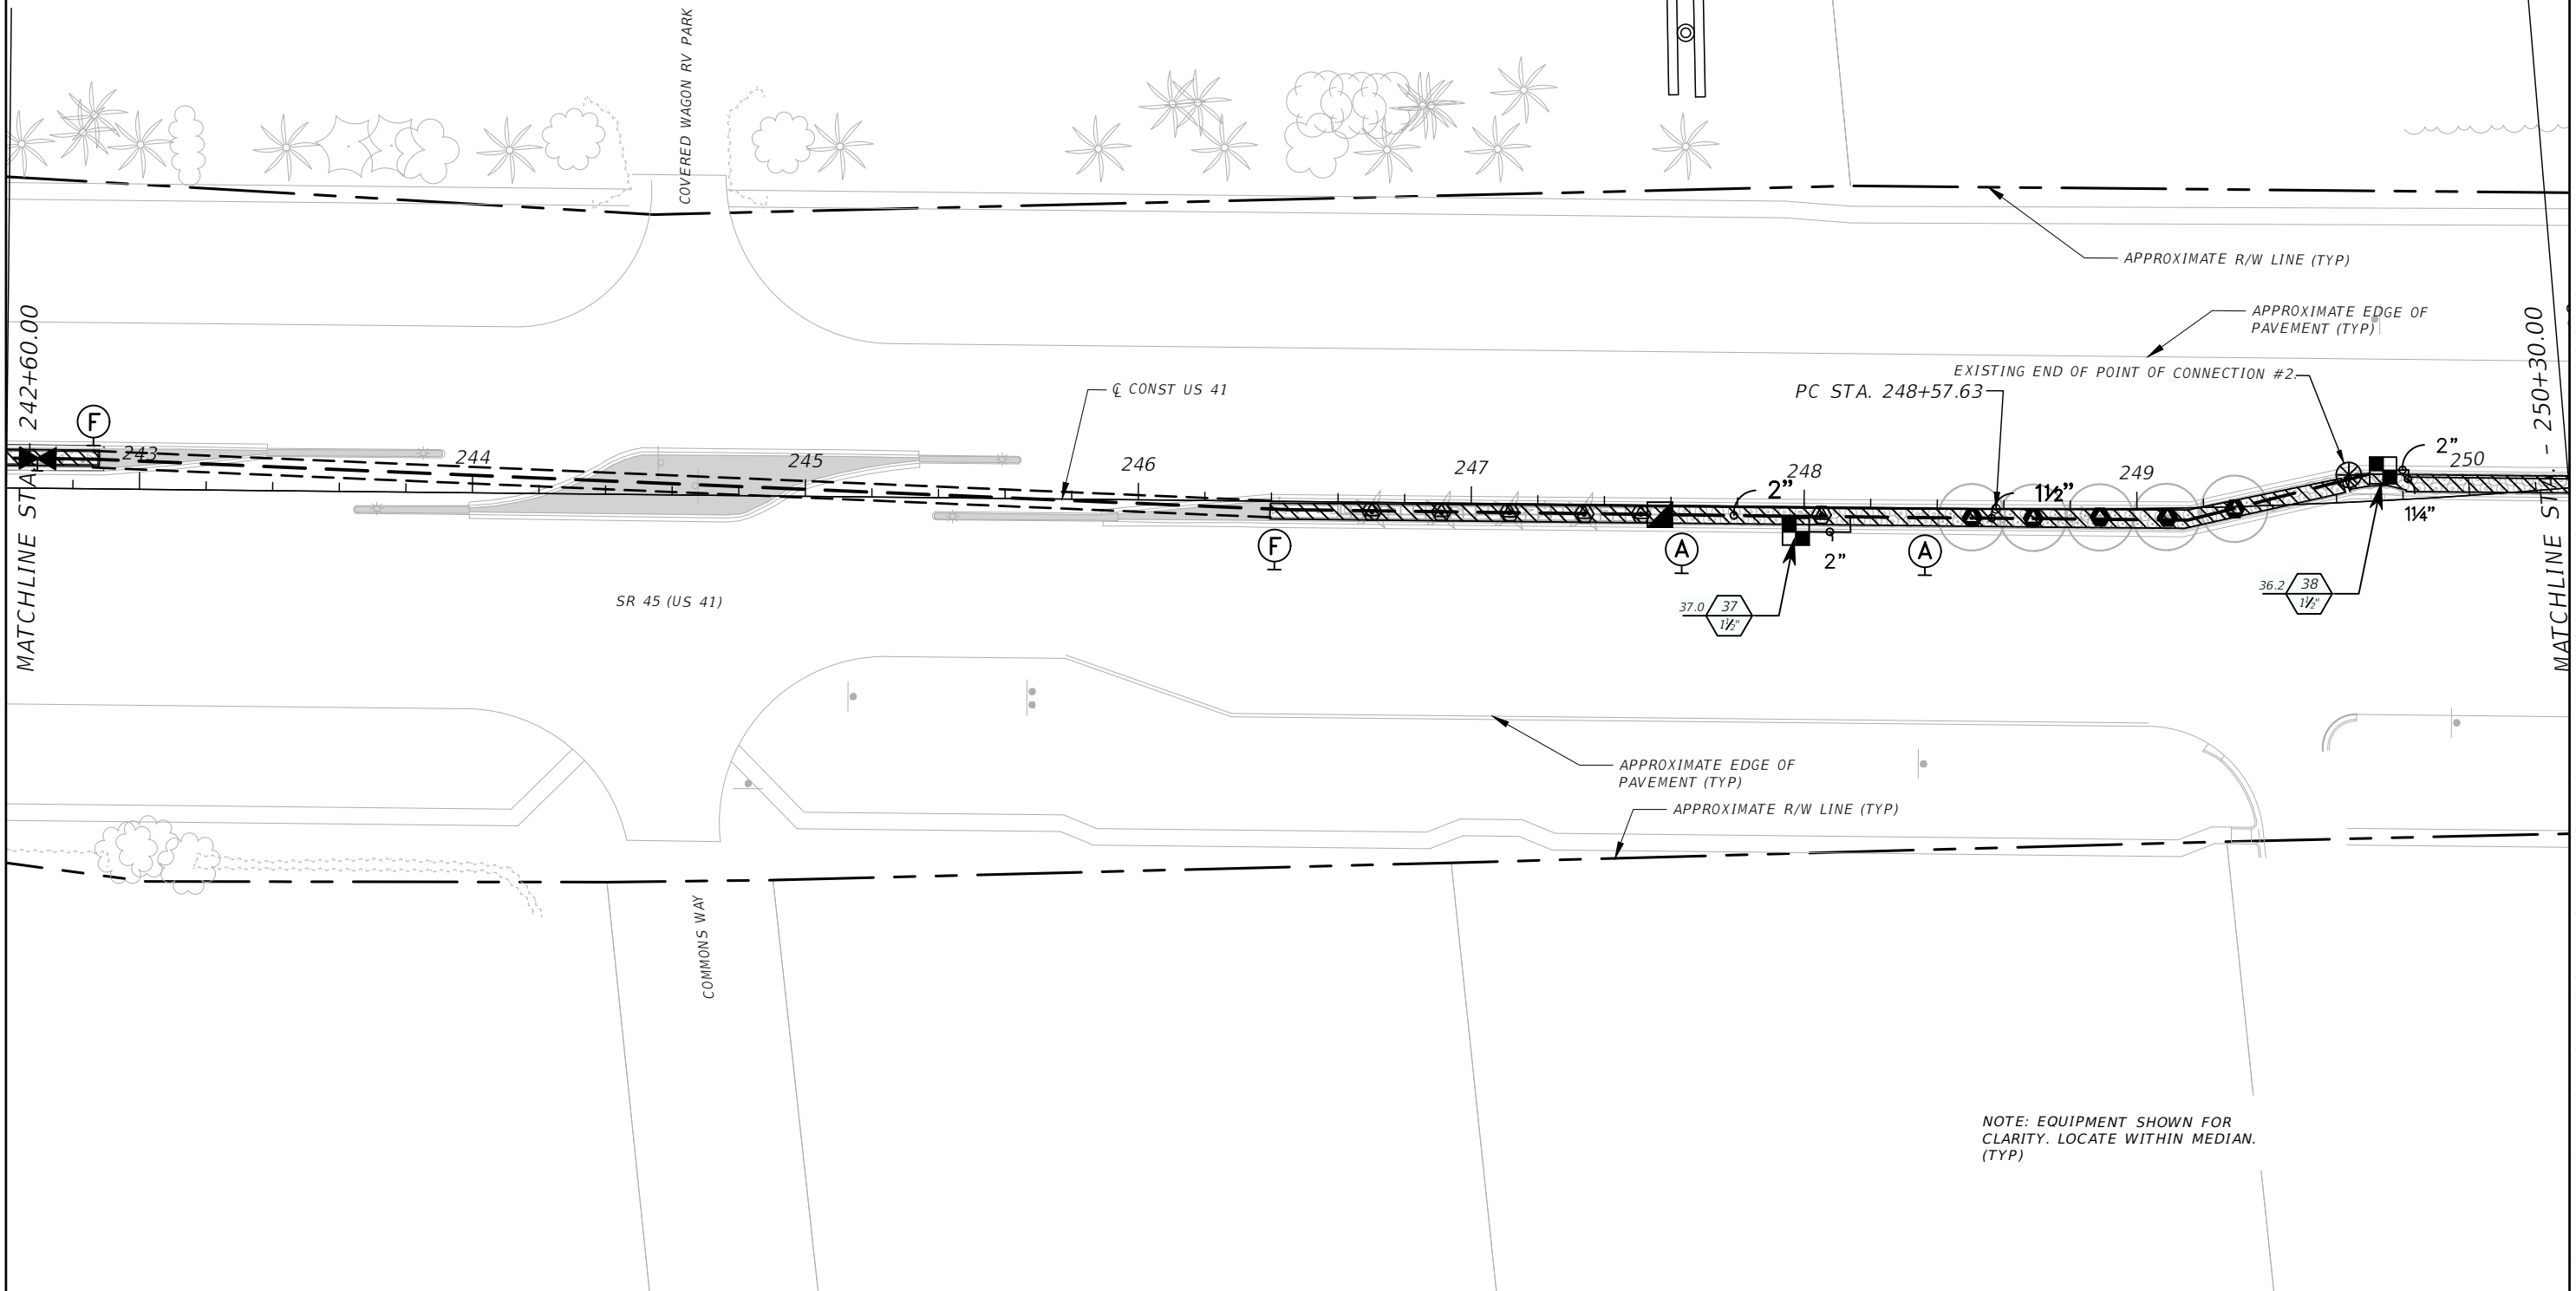 COVERED WAGON RV PARK
APPROXIMATE R/W LINE (TYP)
APPROXIMATE EDGE OF
PAVEMENT (TYP)
EXISTING END OF POINT OF CONNECTION #2.
PC STA. 248+57.63
℄ CONST US 41
MATCHLINE STA. - 242+60.00
MATCHLINE STA. - 250+30.00
F
243
244
245
246
247
248
249
250
2"
1½"
2"
1¼"
F
A
2"
A
37.0
37
1½"
36.2
38
1½"
SR 45 (US 41)
APPROXIMATE EDGE OF
PAVEMENT (TYP)
APPROXIMATE R/W LINE (TYP)
COMMONS WAY
NOTE: EQUIPMENT SHOWN FOR
CLARITY. LOCATE WITHIN MEDIAN.
(TYP)